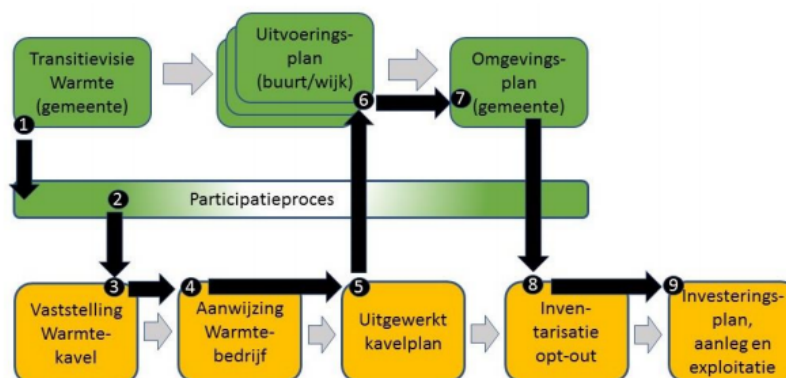 Transitievisie
Warmte
(gemeente)
1
Uitvoerings-
plan
(buurt/wijk)
6
7
Omgevings-
plan
(gemeente)
2
Participatieproces
3
Vaststelling
Warmte-
kavel
4
Aanwijzing
Warmte-
bedrijf
5
Uitgewerkt
kavelplan
8
Inven-
tarisatie
opt-out
9
Investerings-
plan,
aanleg en
exploitatie